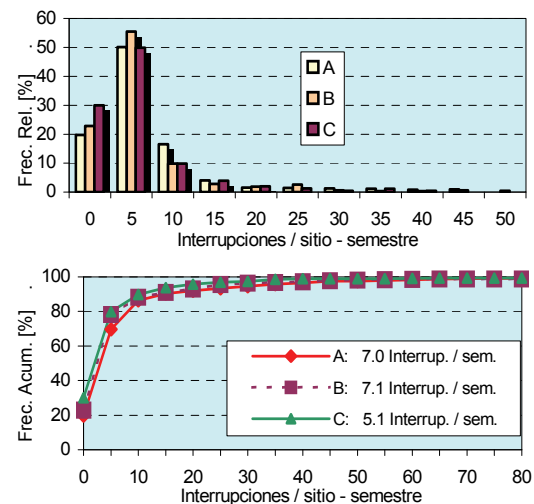 60
50
40
30
20
10
0
Frec. Rel. [%]
A
B
C
0 5 10 15 20 25 30 35 40 45 50
Interrupciones / sitio - semestre
100
80
60
40
20
0
Frec. Acum. [%]
A: 7.0 Interrup. / sem.
B: 7.1 Interrup. / sem.
C: 5.1 Interrup. / sem.
0 10 20 30 40 50 60 70 80
Interrupciones / sitio - semestre